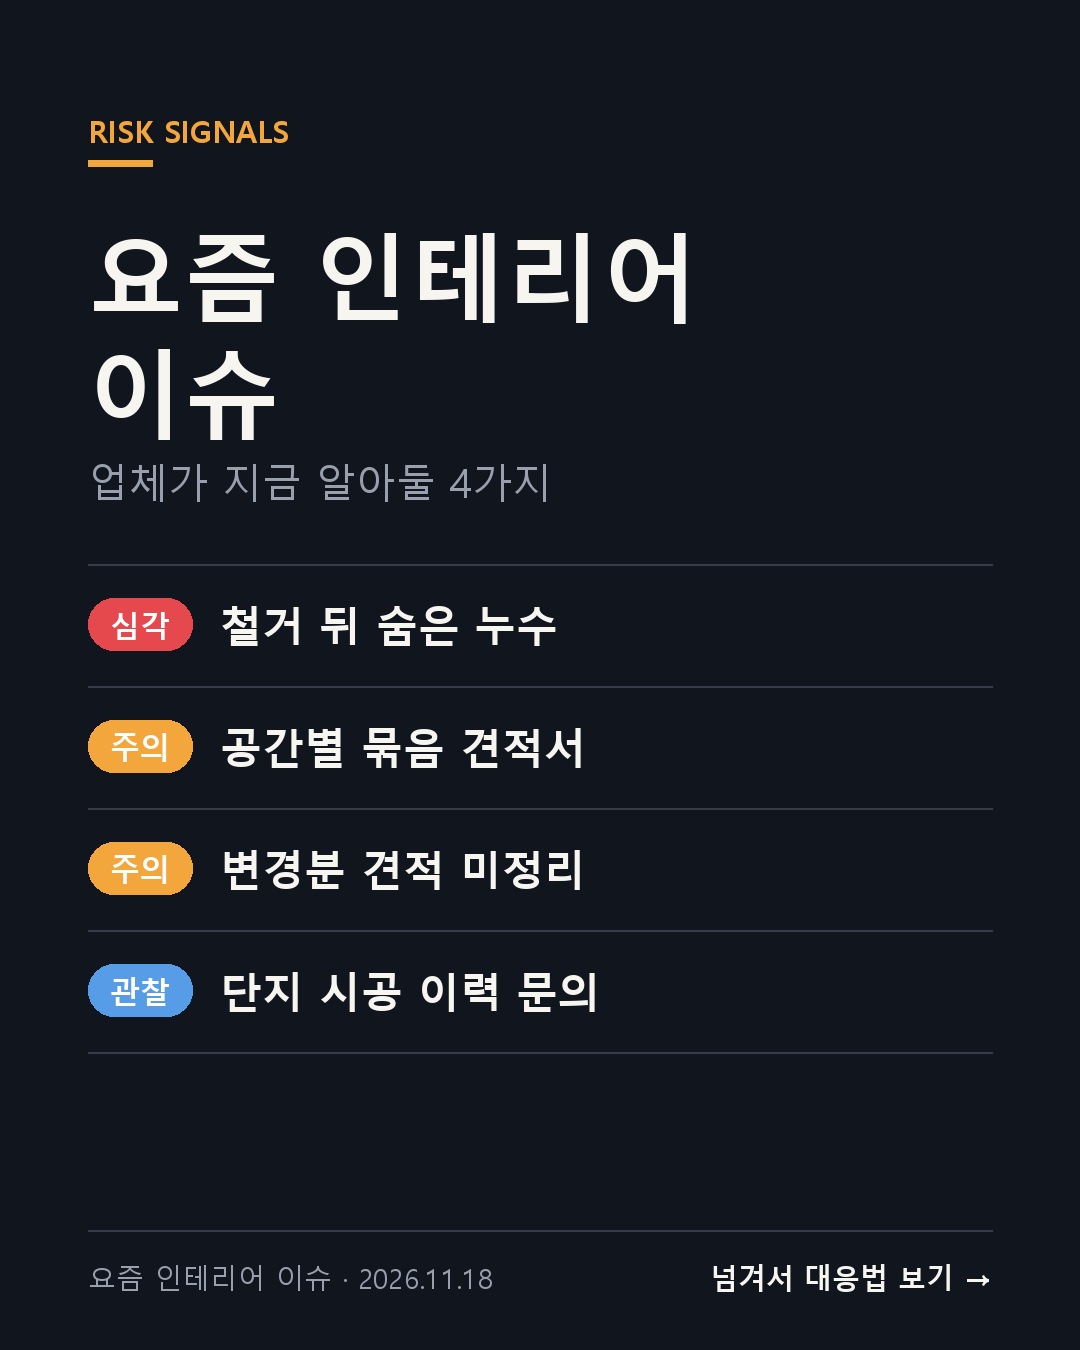 RISK SIGNALS
요즘 인테리어
이슈
업체가 지금 알아둘 4가지
심각 철거 뒤 숨은 누수
주의 공간별 묶음 견적서
주의 변경분 견적 미정리
관찰 단지 시공 이력 문의
요즘 인테리어 이슈 · 2026.11.18 넘겨서 대응법 보기 →